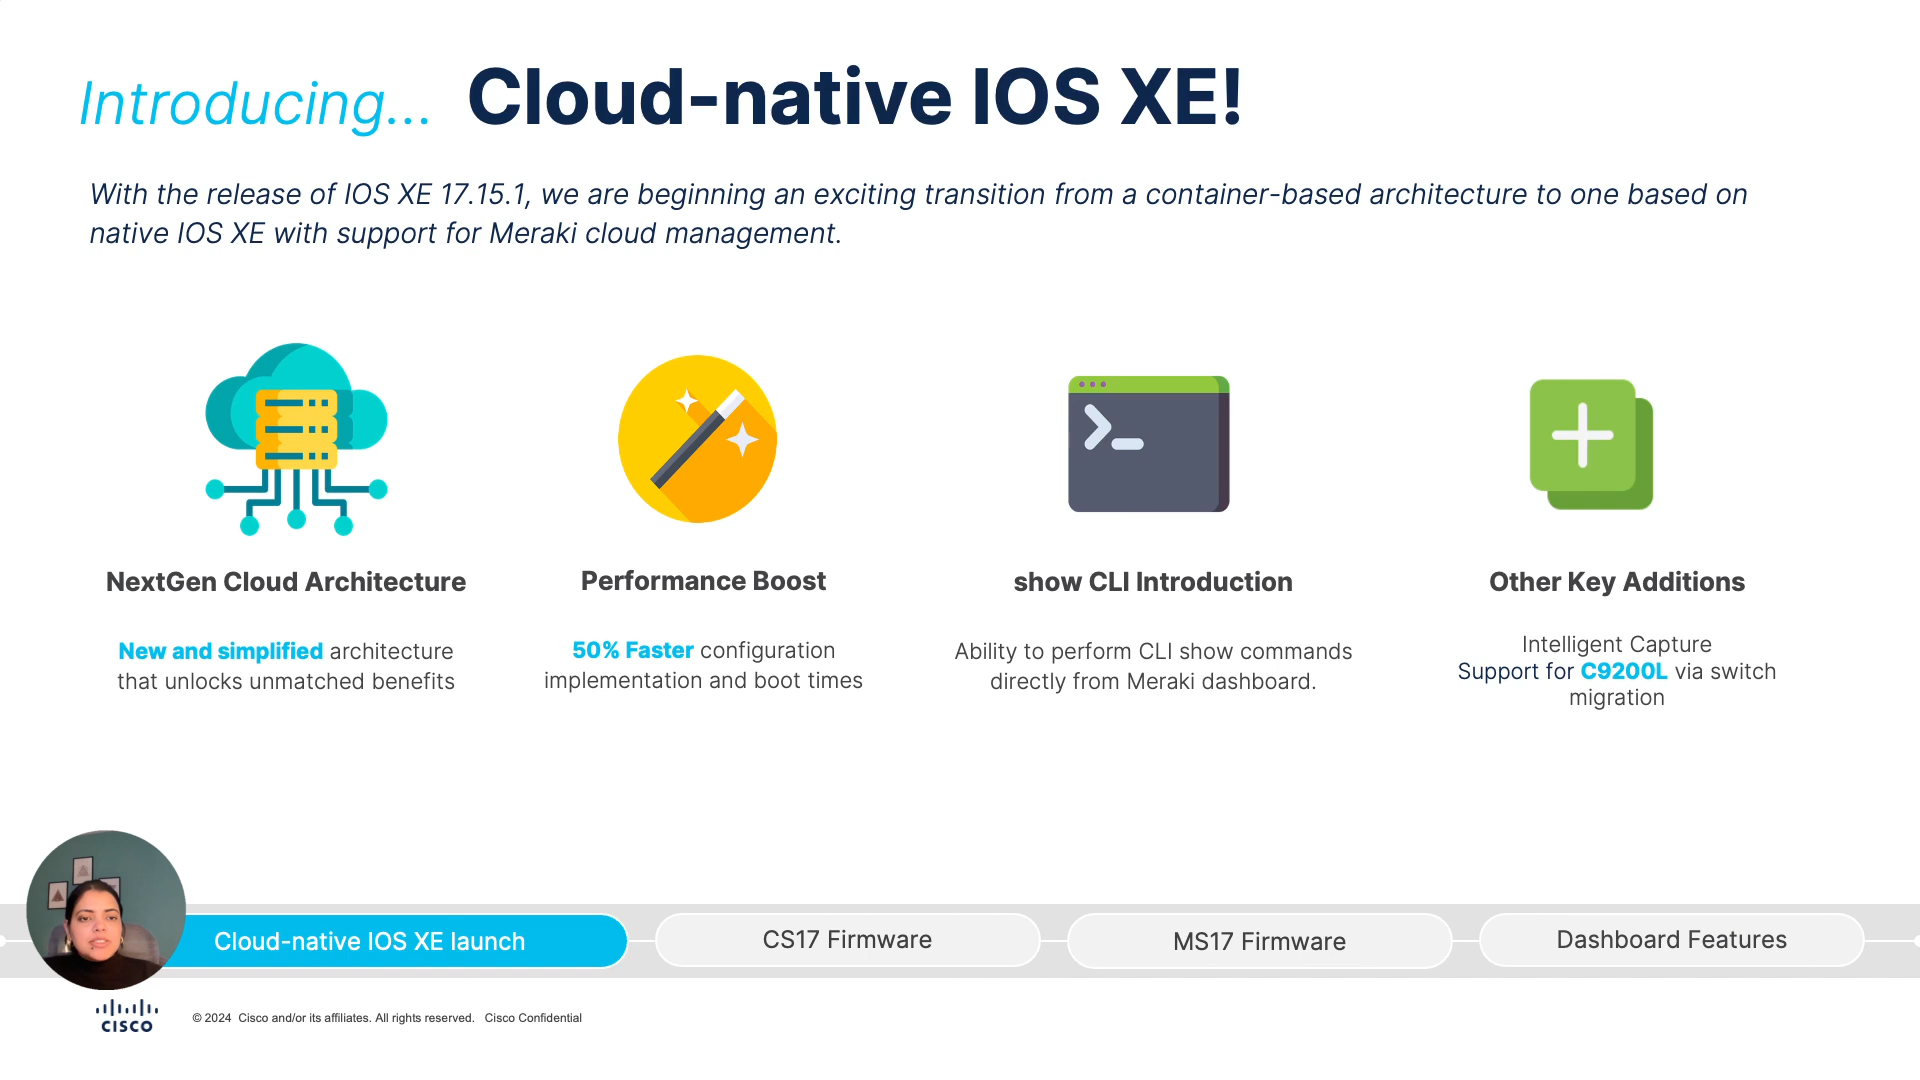 Introducing... Cloud-native IOS XE!
With the release of IOS XE 17.15.1, we are beginning an exciting transition from a container-based architecture to one based on
native IOS XE with support for Meraki cloud management.
NextGen Cloud Architecture
New and simplified architecture
that unlocks unmatched benefits
Performance Boost
50% Faster configuration
implementation and boot times
show CLI Introduction
Ability to perform CLI show commands
directly from Meraki dashboard.
Other Key Additions
Intelligent Capture
Support for C9200L via switch
migration
Cloud-native IOS XE launch
CS17 Firmware
MS17 Firmware
Dashboard Features
CISCO
© 2024 Cisco and/or its affiliates. All rights reserved. Cisco Confidential